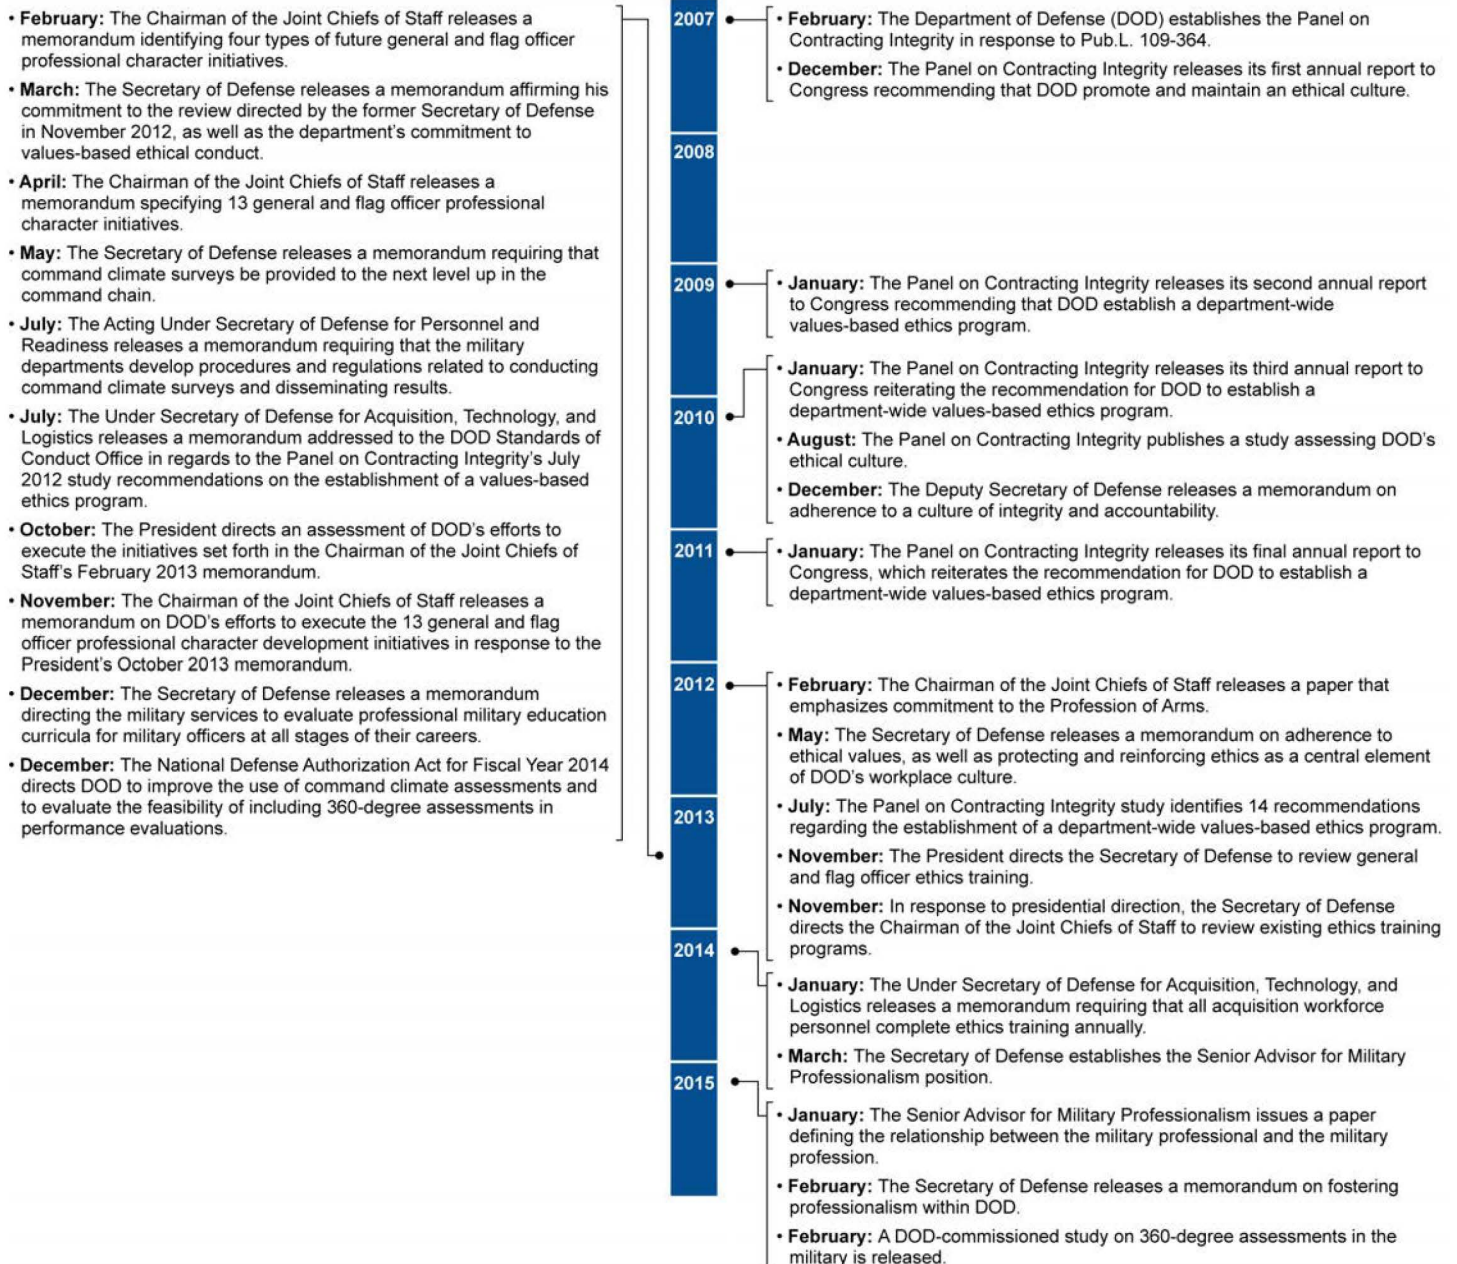 • February: The Chairman of the Joint Chiefs of Staff releases a
memorandum identifying four types of future general and flag officer
professional character initiatives.
• March: The Secretary of Defense releases a memorandum affirming his
commitment to the review directed by the former Secretary of Defense
in November 2012, as well as the department's commitment to
values-based ethical conduct.
• April: The Chairman of the Joint Chiefs of Staff releases a
memorandum specifying 13 general and flag officer professional
character initiatives.
• May: The Secretary of Defense releases a memorandum requiring that
command climate surveys be provided to the next level up in the
command chain.
• July: The Acting Under Secretary of Defense for Personnel and
Readiness releases a memorandum requiring that the military
departments develop procedures and regulations related to conducting
command climate surveys and disseminating results.
• July: The Under Secretary of Defense for Acquisition, Technology, and
Logistics releases a memorandum addressed to the DOD Standards of
Conduct Office in regards to the Panel on Contracting Integrity's July
2012 study recommendations on the establishment of a values-based
ethics program.
• October: The President directs an assessment of DOD's efforts to
execute the initiatives set forth in the Chairman of the Joint Chiefs of
Staff's February 2013 memorandum.
• November: The Chairman of the Joint Chiefs of Staff releases a
memorandum on DOD's efforts to execute the 13 general and flag
officer professional character development initiatives in response to the
President's October 2013 memorandum.
• December: The Secretary of Defense releases a memorandum
directing the military services to evaluate professional military education
curricula for military officers at all stages of their careers.
• December: The National Defense Authorization Act for Fiscal Year 2014
directs DOD to improve the use of command climate assessments and
to evaluate the feasibility of including 360-degree assessments in
performance evaluations.
2007
• February: The Department of Defense (DOD) establishes the Panel on
Contracting Integrity in response to Pub.L. 109-364.
• December: The Panel on Contracting Integrity releases its first annual report to
Congress recommending that DOD promote and maintain an ethical culture.
2008
2009
• January: The Panel on Contracting Integrity releases its second annual report
to Congress recommending that DOD establish a department-wide
values-based ethics program.
2010
• January: The Panel on Contracting Integrity releases its third annual report to
Congress reiterating the recommendation for DOD to establish a
department-wide values-based ethics program.
• August: The Panel on Contracting Integrity publishes a study assessing DOD's
ethical culture.
• December: The Deputy Secretary of Defense releases a memorandum on
adherence to a culture of integrity and accountability.
2011
• January: The Panel on Contracting Integrity releases its final annual report to
Congress, which reiterates the recommendation for DOD to establish a
department-wide values-based ethics program.
2012
• February: The Chairman of the Joint Chiefs of Staff releases a paper that
emphasizes commitment to the Profession of Arms.
• May: The Secretary of Defense releases a memorandum on adherence to
ethical values, as well as protecting and reinforcing ethics as a central element
of DOD's workplace culture.
• July: The Panel on Contracting Integrity study identifies 14 recommendations
regarding the establishment of a department-wide values-based ethics program.
• November: The President directs the Secretary of Defense to review general
and flag officer ethics training.
• November: In response to presidential direction, the Secretary of Defense
directs the Chairman of the Joint Chiefs of Staff to review existing ethics training
programs.
2013
2014
• January: The Under Secretary of Defense for Acquisition, Technology, and
Logistics releases a memorandum requiring that all acquisition workforce
personnel complete ethics training annually.
• March: The Secretary of Defense establishes the Senior Advisor for Military
Professionalism position.
2015
• January: The Senior Advisor for Military Professionalism issues a paper
defining the relationship between the military professional and the military
profession.
• February: The Secretary of Defense releases a memorandum on fostering
professionalism within DOD.
• February: A DOD-commissioned study on 360-degree assessments in the
military is released.